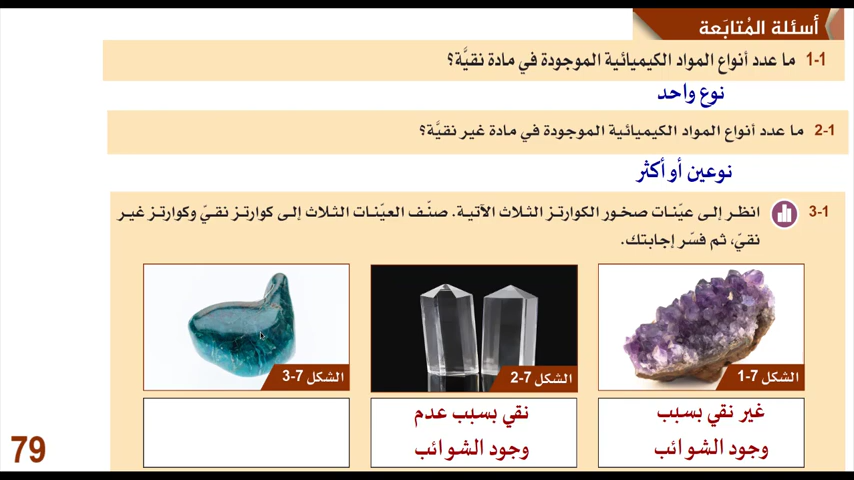 أسئلة المُتابَعة
1-1 ما عدد أنواع المواد الكيميائية الموجودة في مادة نقيَّة؟
نوع واحد
2-1 ما عدد أنواع المواد الكيميائية الموجودة في مادة غير نقيَّة؟
نوعين أو أكثر
3-1 انظر إلى عيّنات صخور الكوارتز الثلاث الآتية. صنّف العيّنات الثلاث إلى كوارتز نقيّ وكوارتز غير
نقيّ، ثم فسّر إجابتك.
الشكل 7-1
الشكل 7-2
الشكل 7-3
غير نقي بسبب
وجود الشوائب
نقي بسبب عدم
وجود الشوائب
79